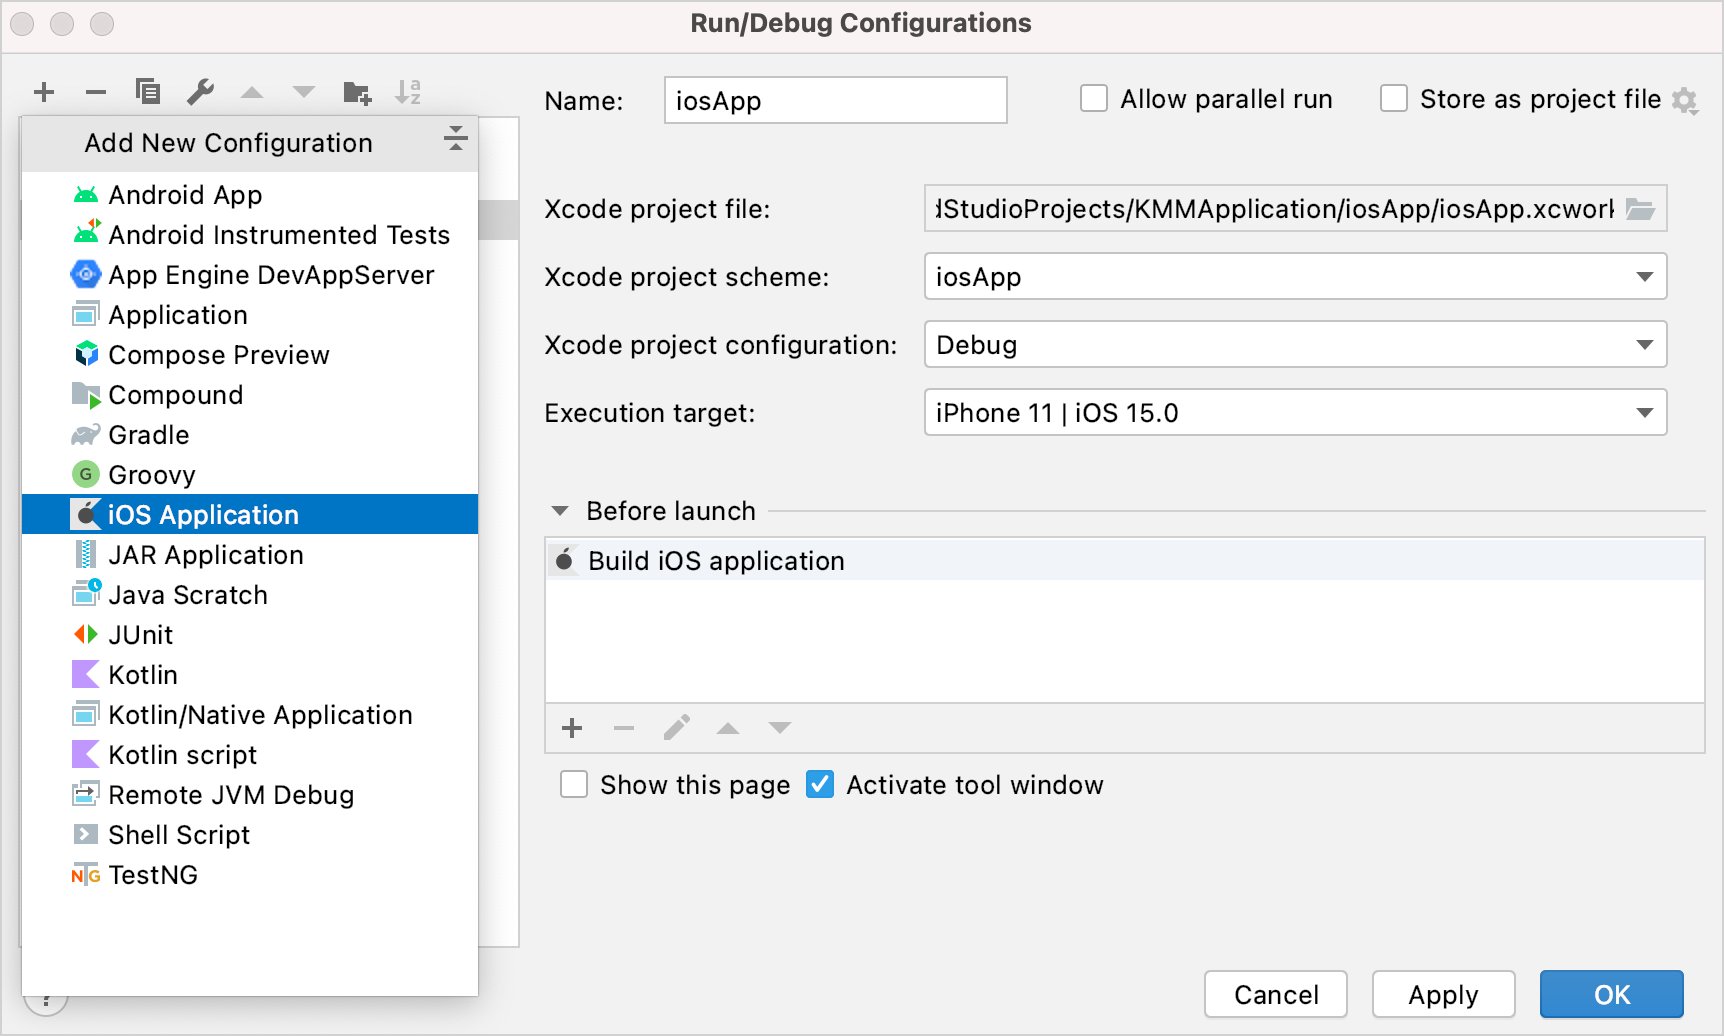 Run/Debug Configurations
Name:
iosApp
Allow parallel run
Store as project file
Add New Configuration
Android App
Android Instrumented Tests
App Engine DevAppServer
Application
Compose Preview
Compound
Gradle
G
Groovy
iOS Application
JAR Application
Java Scratch
JUnit
Kotlin
Kotlin/Native Application
Kotlin script
Remote JVM Debug
Shell Script
NTG
TestNG
?
Xcode project file:
dStudioProjects/KMMApplication/iosApp/iosApp.xcwork
Xcode project scheme:
iosApp
Xcode project configuration:
Debug
Execution target:
iPhone 11 | iOS 15.0
Before launch
Build iOS application
Show this page
Activate tool window
Cancel
Apply
OK